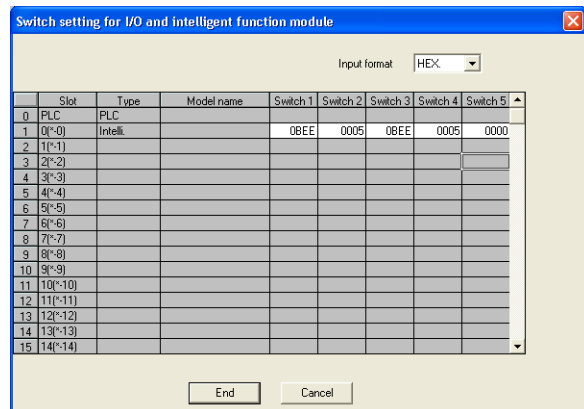 Switch setting for I/O and intelligent function module
Input format HEX.
Slot Type Model name Switch 1 Switch 2 Switch 3 Switch 4 Switch 5
0 PLC PLC
1 0(*-0) Intelli. 0BEE 0005 0BEE 0005 0000
2 1(*-1)
3 2(*-2)
4 3(*-3)
5 4(*-4)
6 5(*-5)
7 6(*-6)
8 7(*-7)
9 8(*-8)
10 9(*-9)
11 10(*-10)
12 11(*-11)
13 12(*-12)
14 13(*-13)
15 14(*-14)
End Cancel